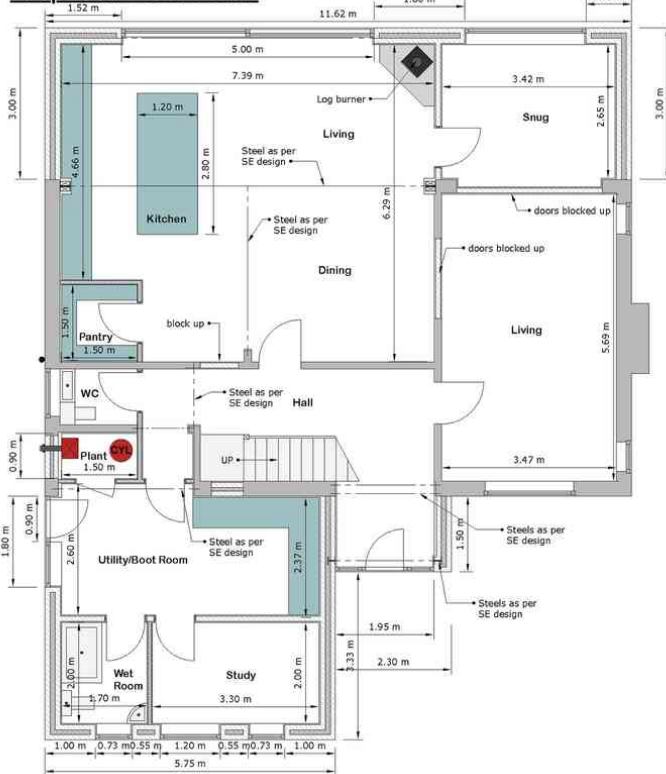 1.52 m
11.62 m
3.00 m
5.00 m
7.39 m
3.42 m
3.00 m
Log burner
2.65 m
1.20 m
Living
Snug
Steel as per
SE design
4.66 m
2.80 m
6.29 m
Kitchen
doors blocked up
Steel as per
SE design
doors blocked up
Dining
1.50 m
Pantry
1.50 m
block up
Living
5.69 m
WC
Steel as per
SE design
Hall
0.90 m
Plant
CYL
1.50 m
UP
3.47 m
1.80 m
0.90 m
2.60 m
Utility/Boot Room
Steel as per
SE design
2.37 m
1.50 m
Steels as per
SE design
Steels as per
SE design
1.95 m
2.30 m
3.33 m
2.00 m
Wet
Room
1.70 m
Study
3.30 m
2.00 m
1.00 m 0.73 m 0.55 m 1.20 m 0.55 m 0.73 m 1.00 m
5.75 m